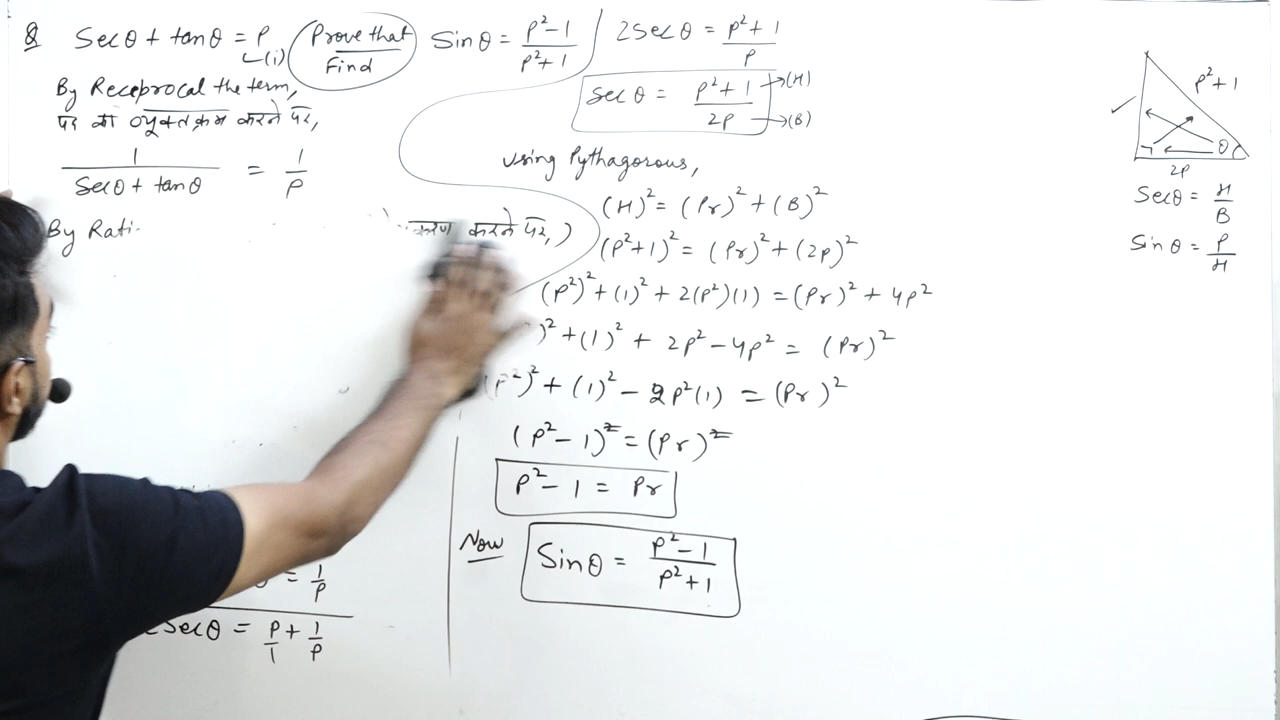 Q Secθ + tanθ = P (i) Prove that Find Sinθ = P²-1 / P²+1
By Receprocal the term,
पद का व्युत्क्रम करने पर,
1 / Secθ + tanθ = 1 / P
By Rati
करण करने पर,)
= 1/P
Secθ = P/1 + 1/P
2Secθ = P²+1 / P
Secθ = P²+1 / 2P →(H) →(B)
Using Pythagorous,
(H)² = (Pr)² + (B)²
(P²+1)² = (Pr)² + (2P)²
(P²)² + (1)² + 2(P²)(1) = (Pr)² + 4P²
)² + (1)² + 2P² - 4P² = (Pr)²
(P²)² + (1)² - 2P²(1) = (Pr)²
(P²-1)² = (Pr)²
P²-1 = Pr
Now Sinθ = P²-1 / P²+1
P²+1
θ
2P
Secθ = H/B
Sinθ = P/H